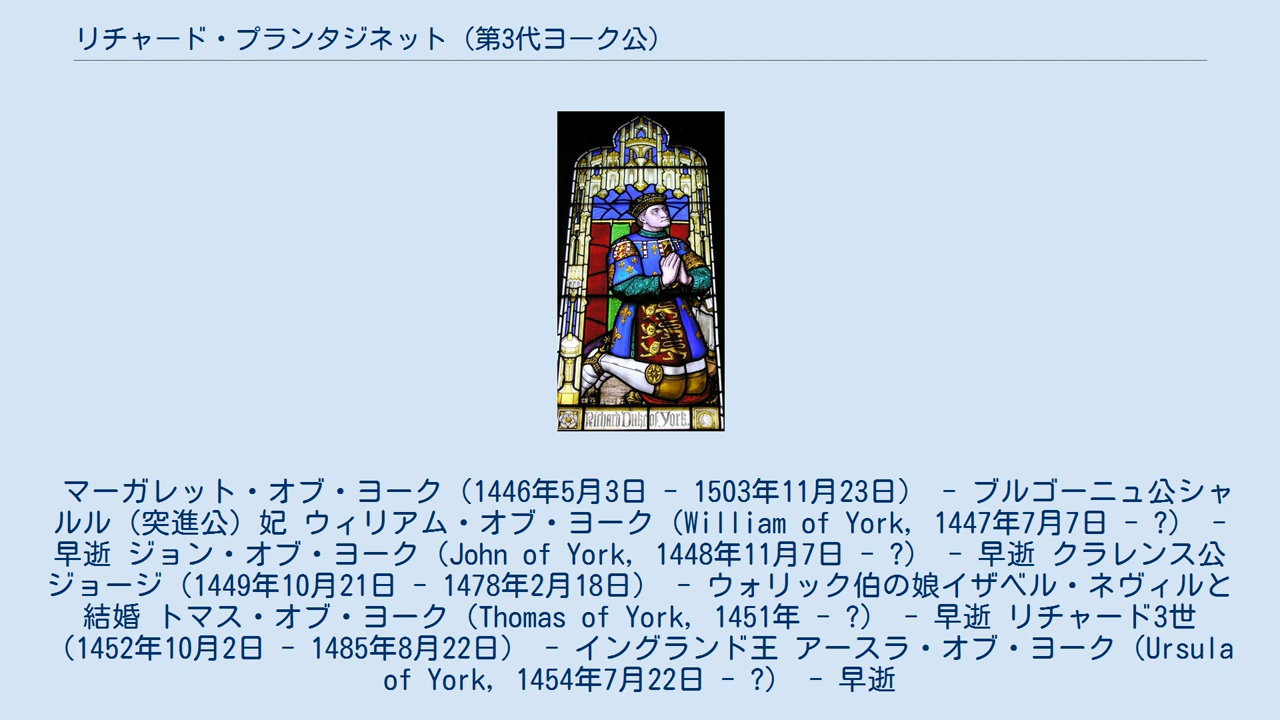 リチャード・プランタジネット（第3代ヨーク公）
Richard Duke of York.
マーガレット・オブ・ヨーク（1446年5月3日 - 1503年11月23日） - ブルゴーニュ公シャ
ルル（突進公）妃 ウィリアム・オブ・ヨーク（William of York, 1447年7月7日 - ?） -
早逝 ジョン・オブ・ヨーク（John of York, 1448年11月7日 - ?） - 早逝 クラレンス公
ジョージ（1449年10月21日 - 1478年2月18日） - ウォリック伯の娘イザベル・ネヴィルと
結婚 トマス・オブ・ヨーク（Thomas of York, 1451年 - ?） - 早逝 リチャード3世
（1452年10月2日 - 1485年8月22日） - イングランド王 アースラ・オブ・ヨーク（Ursula
of York, 1454年7月22日 - ?） - 早逝